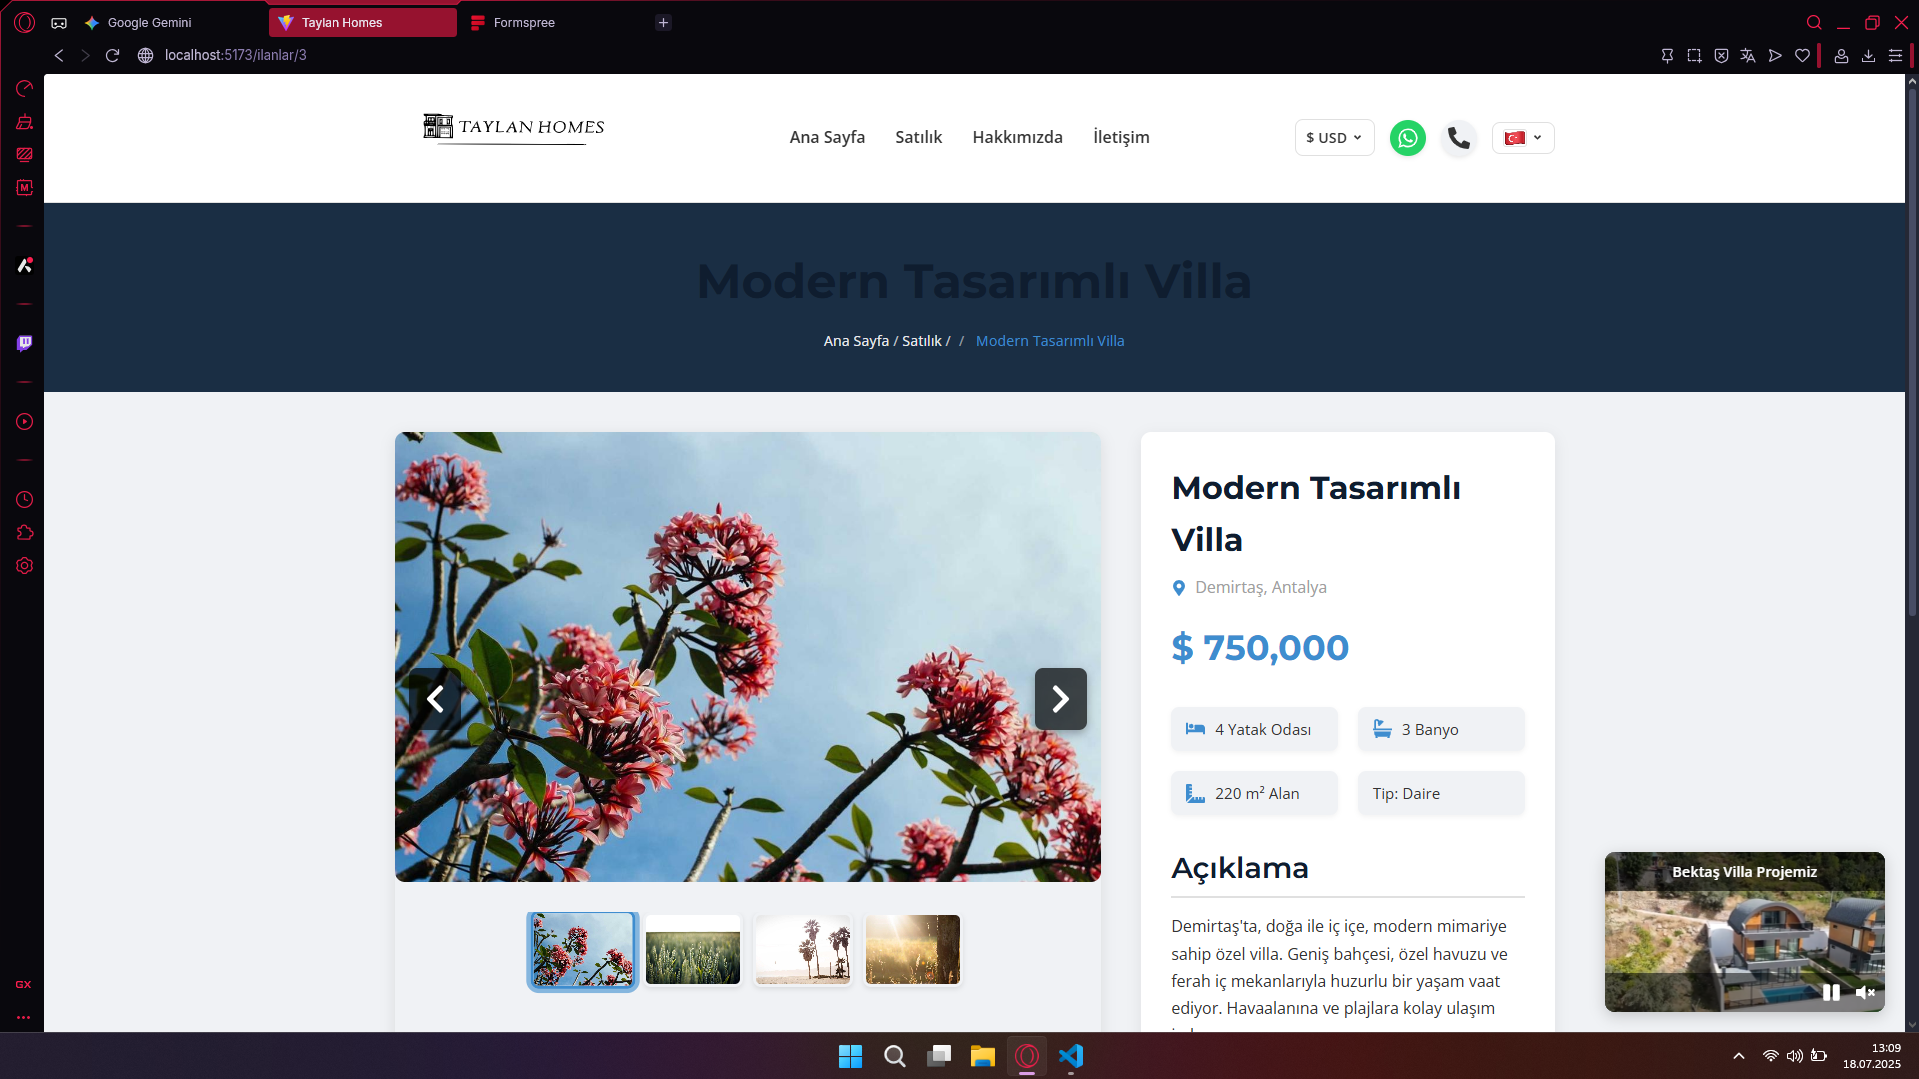 Google Gemini
Taylan Homes
Formspree
localhost:5173/ilanlar/3
TAYLAN HOMES
Ana Sayfa
Satılık
Hakkımızda
İletişim
$ USD
Modern Tasarımlı Villa
Ana Sayfa / Satılık / / Modern Tasarımlı Villa
Modern Tasarımlı
Villa
Demirtaş, Antalya
$ 750,000
4 Yatak Odası
3 Banyo
220 m² Alan
Tip: Daire
Açıklama
Demirtaş'ta, doğa ile iç içe, modern mimariye
sahip özel villa. Geniş bahçesi, özel havuzu ve
ferah iç mekanlarıyla huzurlu bir yaşam vaat
ediyor. Havaalanına ve plajlara kolay ulaşım
Bektaş Villa Projemiz
M
GX
13:09
18.07.2025